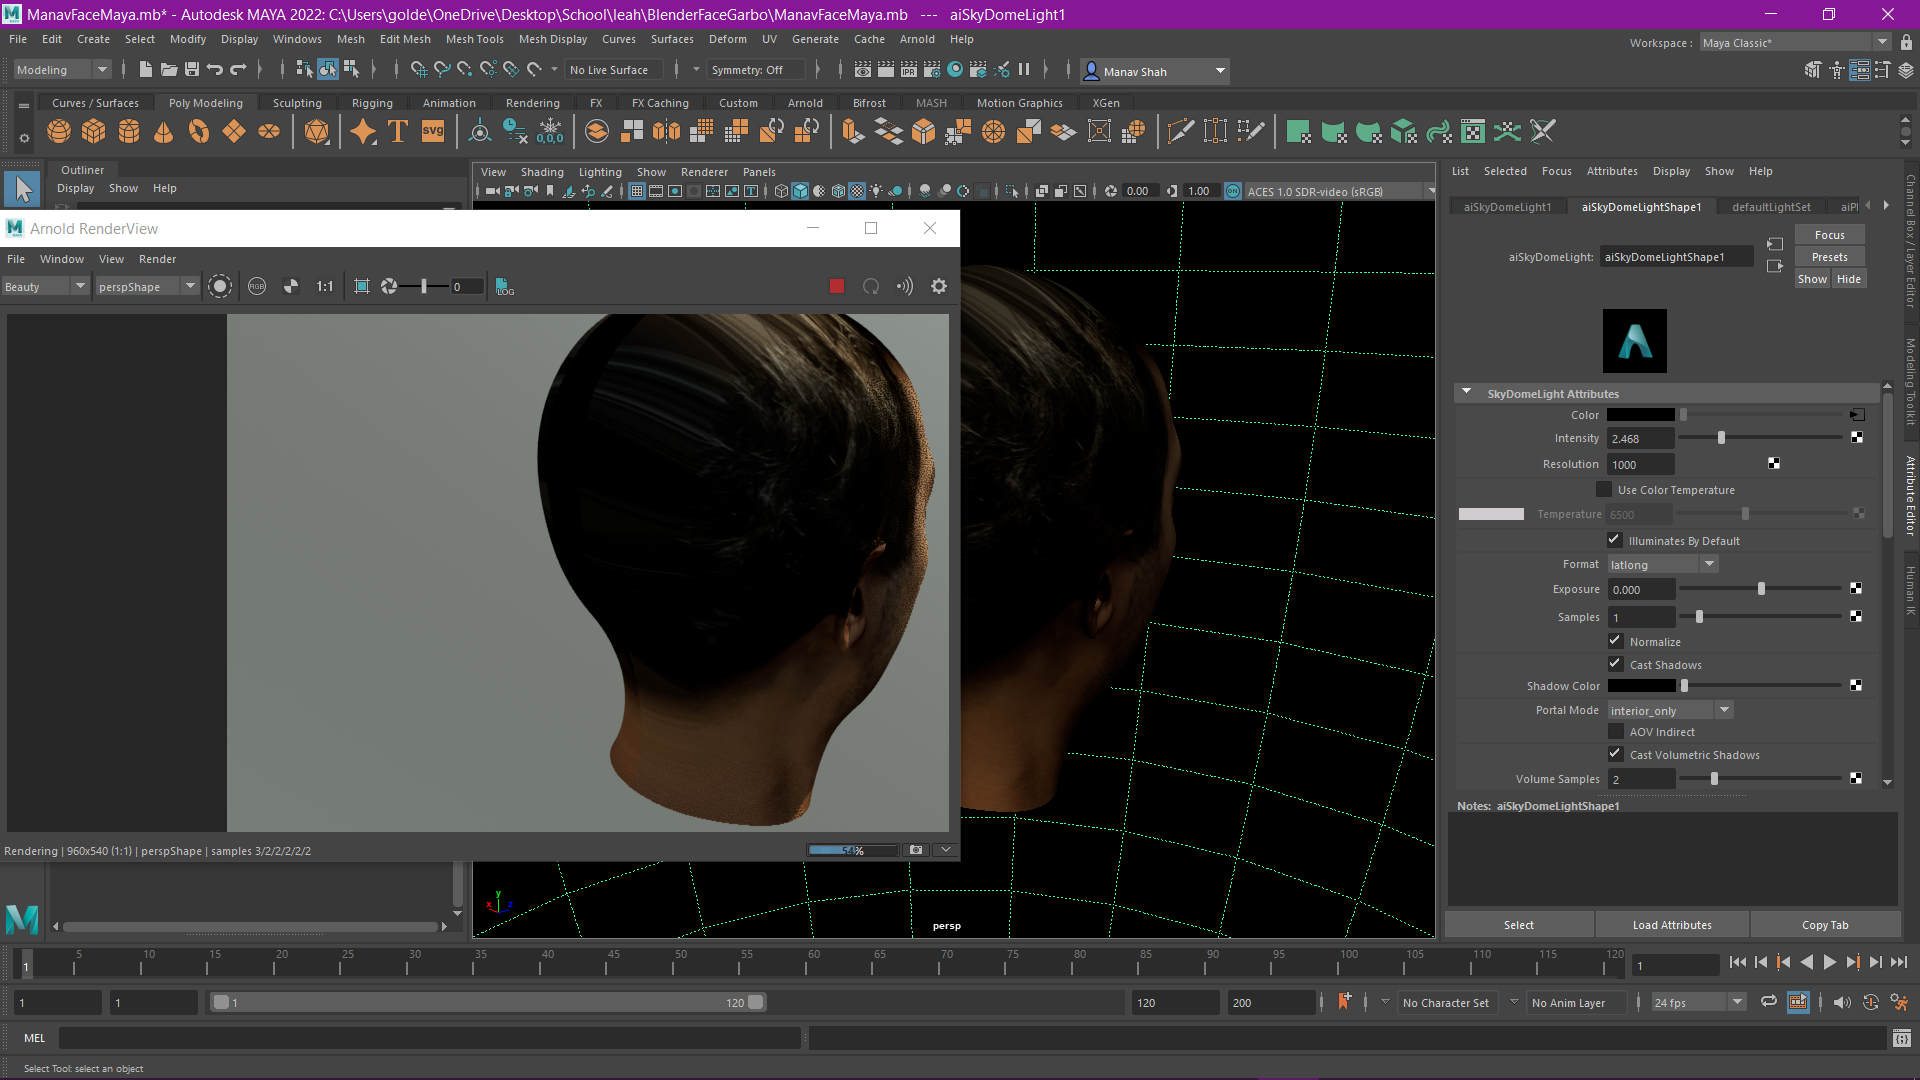 ManavFaceMaya.mb* - Autodesk MAYA 2022: C:\Users\golde\OneDrive\Desktop\School\leah\BlenderFaceGarbo\ManavFaceMaya.mb   ---   aiSkyDomeLight1
File Edit Create Select Modify Display Windows Mesh Edit Mesh Mesh Tools Mesh Display Curves Surfaces Deform UV Generate Cache Arnold Help
Workspace : Maya Classic*
Modeling No Live Surface Symmetry: Off Manav Shah
Curves / Surfaces Poly Modeling Sculpting Rigging Animation Rendering FX FX Caching Custom Arnold Bifrost MASH Motion Graphics XGen
T SVG 0,0,0
Outliner
Display Show Help
View Shading Lighting Show Renderer Panels
0.00 1.00 ON ACES 1.0 SDR-video (sRGB)
List Selected Focus Attributes Display Show Help
aiSkyDomeLight1 aiSkyDomeLightShape1 defaultLightSet aiPl
Arnold RenderView
File Window View Render
Beauty perspShape RGB 1:1 0 LOG
aiSkyDomeLight: aiSkyDomeLightShape1
Focus
Presets
Show Hide
SkyDomeLight Attributes
Color
Intensity 2.468
Resolution 1000
Use Color Temperature
Temperature 6500
Illuminates By Default
Format latlong
Exposure 0.000
Samples 1
Normalize
Cast Shadows
Shadow Color
Portal Mode interior_only
AOV Indirect
Cast Volumetric Shadows
Volume Samples 2
Notes: aiSkyDomeLightShape1
Select Load Attributes Copy Tab
Channel Box / Layer Editor
Modeling Toolkit
Attribute Editor
Human IK
Rendering | 960x540 (1:1) | perspShape | samples 3/2/2/2/2/2
54%
y
x z
persp
1 5 10 15 20 25 30 35 40 45 50 55 60 65 70 75 80 85 90 95 100 105 110 115 120 1
1 1 1 120 120 200 No Character Set No Anim Layer 24 fps
MEL
Select Tool: select an object